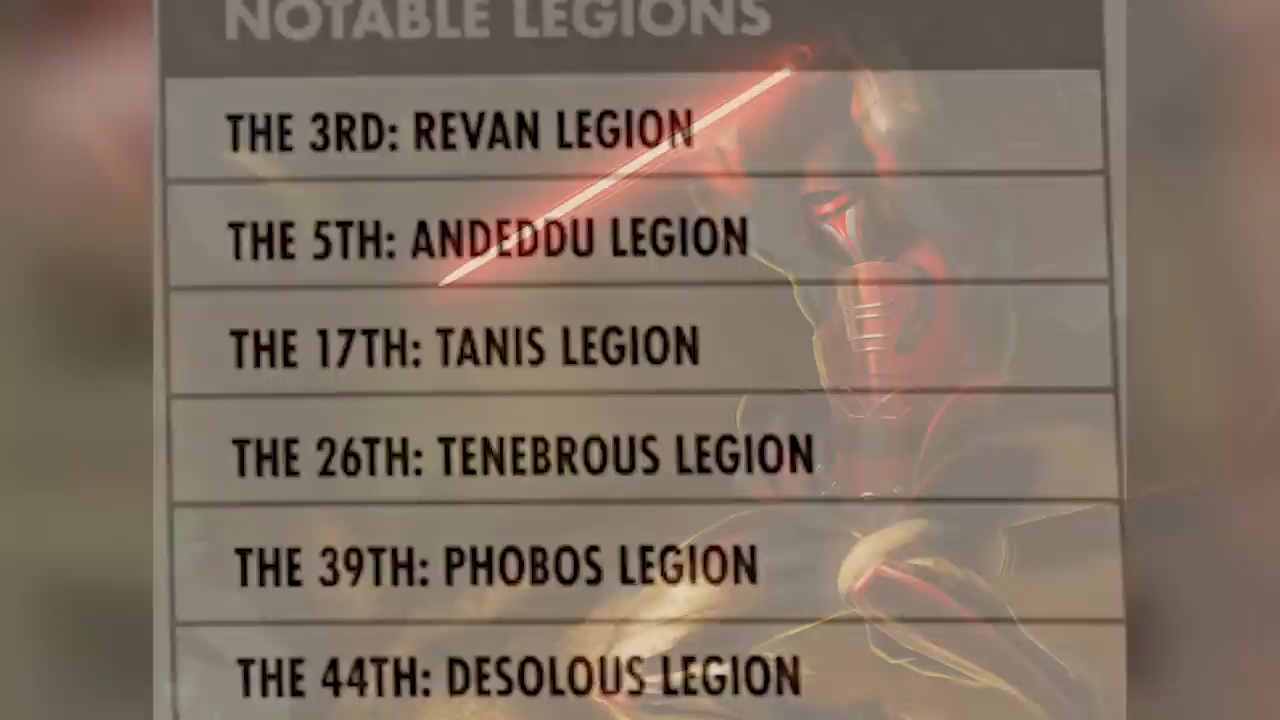 NOTABLE LEGIONS
THE 3RD: REVAN LEGION
THE 5TH: ANDEDDU LEGION
THE 17TH: TANIS LEGION
THE 26TH: TENEBROUS LEGION
THE 39TH: PHOBOS LEGION
THE 44TH: DESOLOUS LEGION